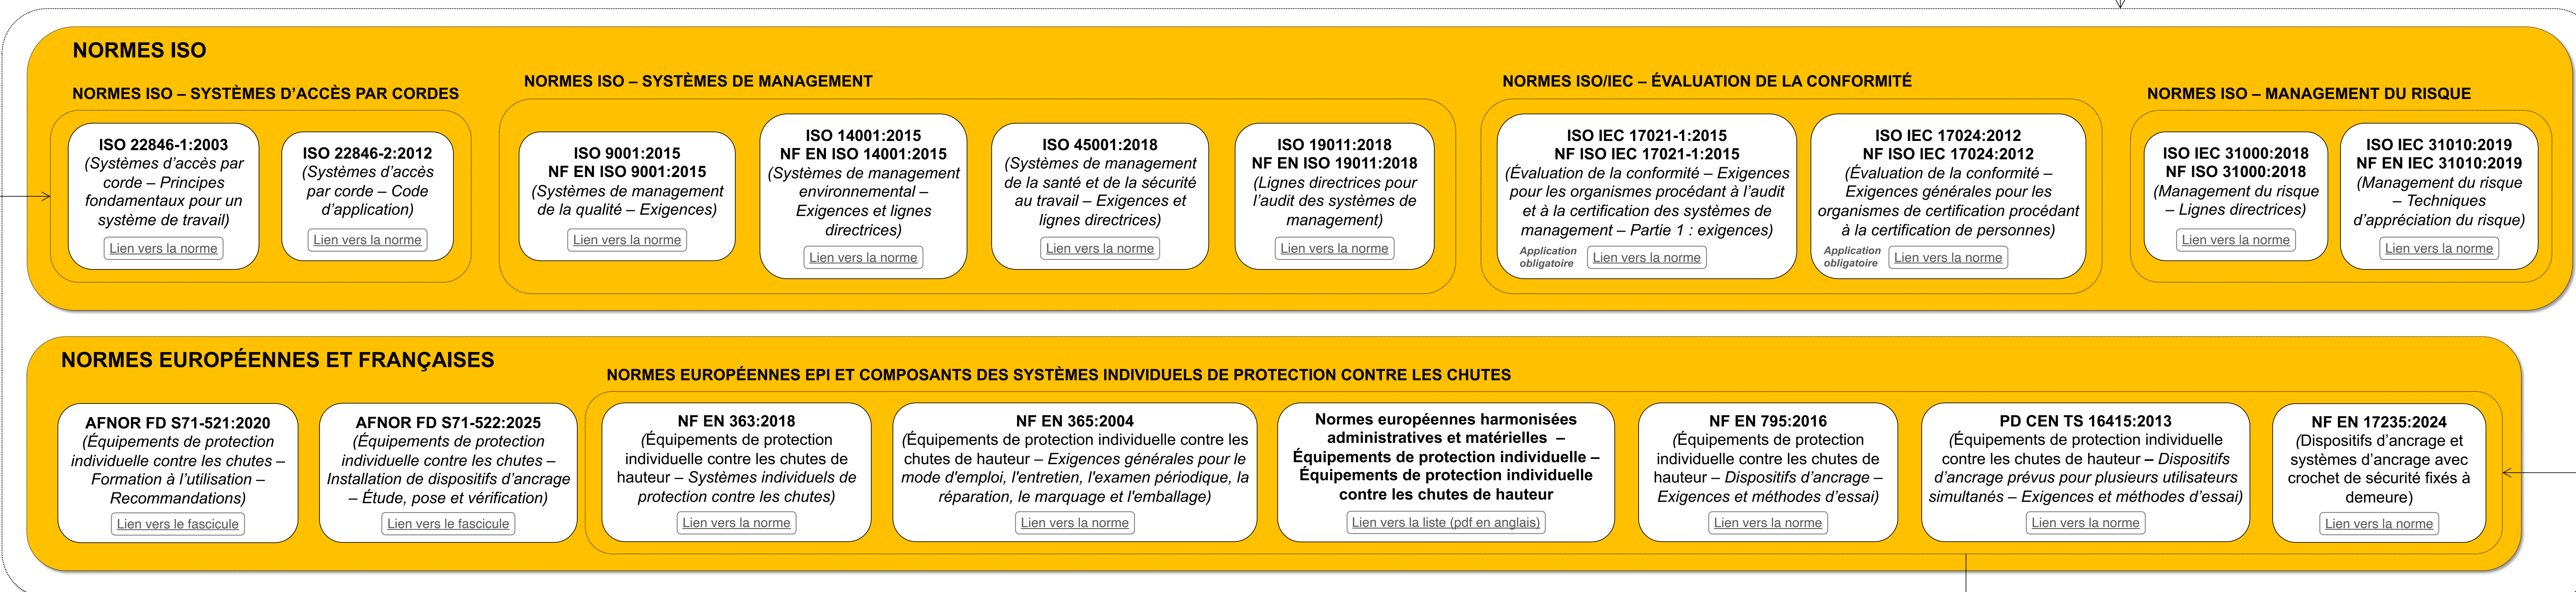 NORMES ISO
NORMES ISO – SYSTÈMES D’ACCÈS PAR CORDES
ISO 22846-1:2003
(Systèmes d’accès par
corde – Principes
fondamentaux pour un
système de travail)
Lien vers la norme
ISO 22846-2:2012
(Systèmes d’accès
par corde – Code
d’application)
Lien vers la norme
NORMES ISO – SYSTÈMES DE MANAGEMENT
ISO 9001:2015
NF EN ISO 9001:2015
(Systèmes de management
de la qualité – Exigences)
Lien vers la norme
ISO 14001:2015
NF EN ISO 14001:2015
(Systèmes de management
environnemental –
Exigences et lignes
directrices)
Lien vers la norme
ISO 45001:2018
(Systèmes de management
de la santé et de la sécurité
au travail – Exigences et
lignes directrices)
Lien vers la norme
ISO 19011:2018
NF EN ISO 19011:2018
(Lignes directrices pour
l’audit des systèmes de
management)
Lien vers la norme
NORMES ISO/IEC – ÉVALUATION DE LA CONFORMITÉ
ISO IEC 17021-1:2015
NF ISO IEC 17021-1:2015
(Évaluation de la conformité – Exigences
pour les organismes procédant à l’audit
et à la certification des systèmes de
management – Partie 1 : exigences)
Application
obligatoire
Lien vers la norme
ISO IEC 17024:2012
NF ISO IEC 17024:2012
(Évaluation de la conformité –
Exigences générales pour les
organismes de certification procédant
à la certification de personnes)
Application
obligatoire
Lien vers la norme
NORMES ISO – MANAGEMENT DU RISQUE
ISO IEC 31000:2018
NF ISO 31000:2018
(Management du risque
– Lignes directrices)
Lien vers la norme
ISO IEC 31010:2019
NF EN IEC 31010:2019
(Management du risque
– Techniques
d’appréciation du risque)
Lien vers la norme
NORMES EUROPÉENNES ET FRANÇAISES
AFNOR FD S71-521:2020
(Équipements de protection
individuelle contre les chutes –
Formation à l’utilisation –
Recommandations)
Lien vers le fascicule
AFNOR FD S71-522:2025
(Équipements de protection
individuelle contre les chutes –
Installation de dispositifs d’ancrage
– Étude, pose et vérification)
Lien vers le fascicule
NORMES EUROPÉENNES EPI ET COMPOSANTS DES SYSTÈMES INDIVIDUELS DE PROTECTION CONTRE LES CHUTES
NF EN 363:2018
(Équipements de protection
individuelle contre les chutes de
hauteur – Systèmes individuels de
protection contre les chutes)
Lien vers la norme
NF EN 365:2004
(Équipements de protection individuelle contre les
chutes de hauteur – Exigences générales pour le
mode d'emploi, l'entretien, l'examen périodique, la
réparation, le marquage et l'emballage)
Lien vers la norme
Normes européennes harmonisées
administratives et matérielles –
Équipements de protection individuelle –
Équipements de protection individuelle
contre les chutes de hauteur
Lien vers la liste (pdf en anglais)
NF EN 795:2016
(Équipements de protection
individuelle contre les chutes de
hauteur – Dispositifs d’ancrage –
Exigences et méthodes d’essai)
Lien vers la norme
PD CEN TS 16415:2013
(Équipements de protection individuelle
contre les chutes de hauteur – Dispositifs
d’ancrage prévus pour plusieurs utilisateurs
simultanés – Exigences et méthodes d’essai)
Lien vers la norme
NF EN 17235:2024
(Dispositifs d’ancrage et
systèmes d’ancrage avec
crochet de sécurité fixés à
demeure)
Lien vers la norme